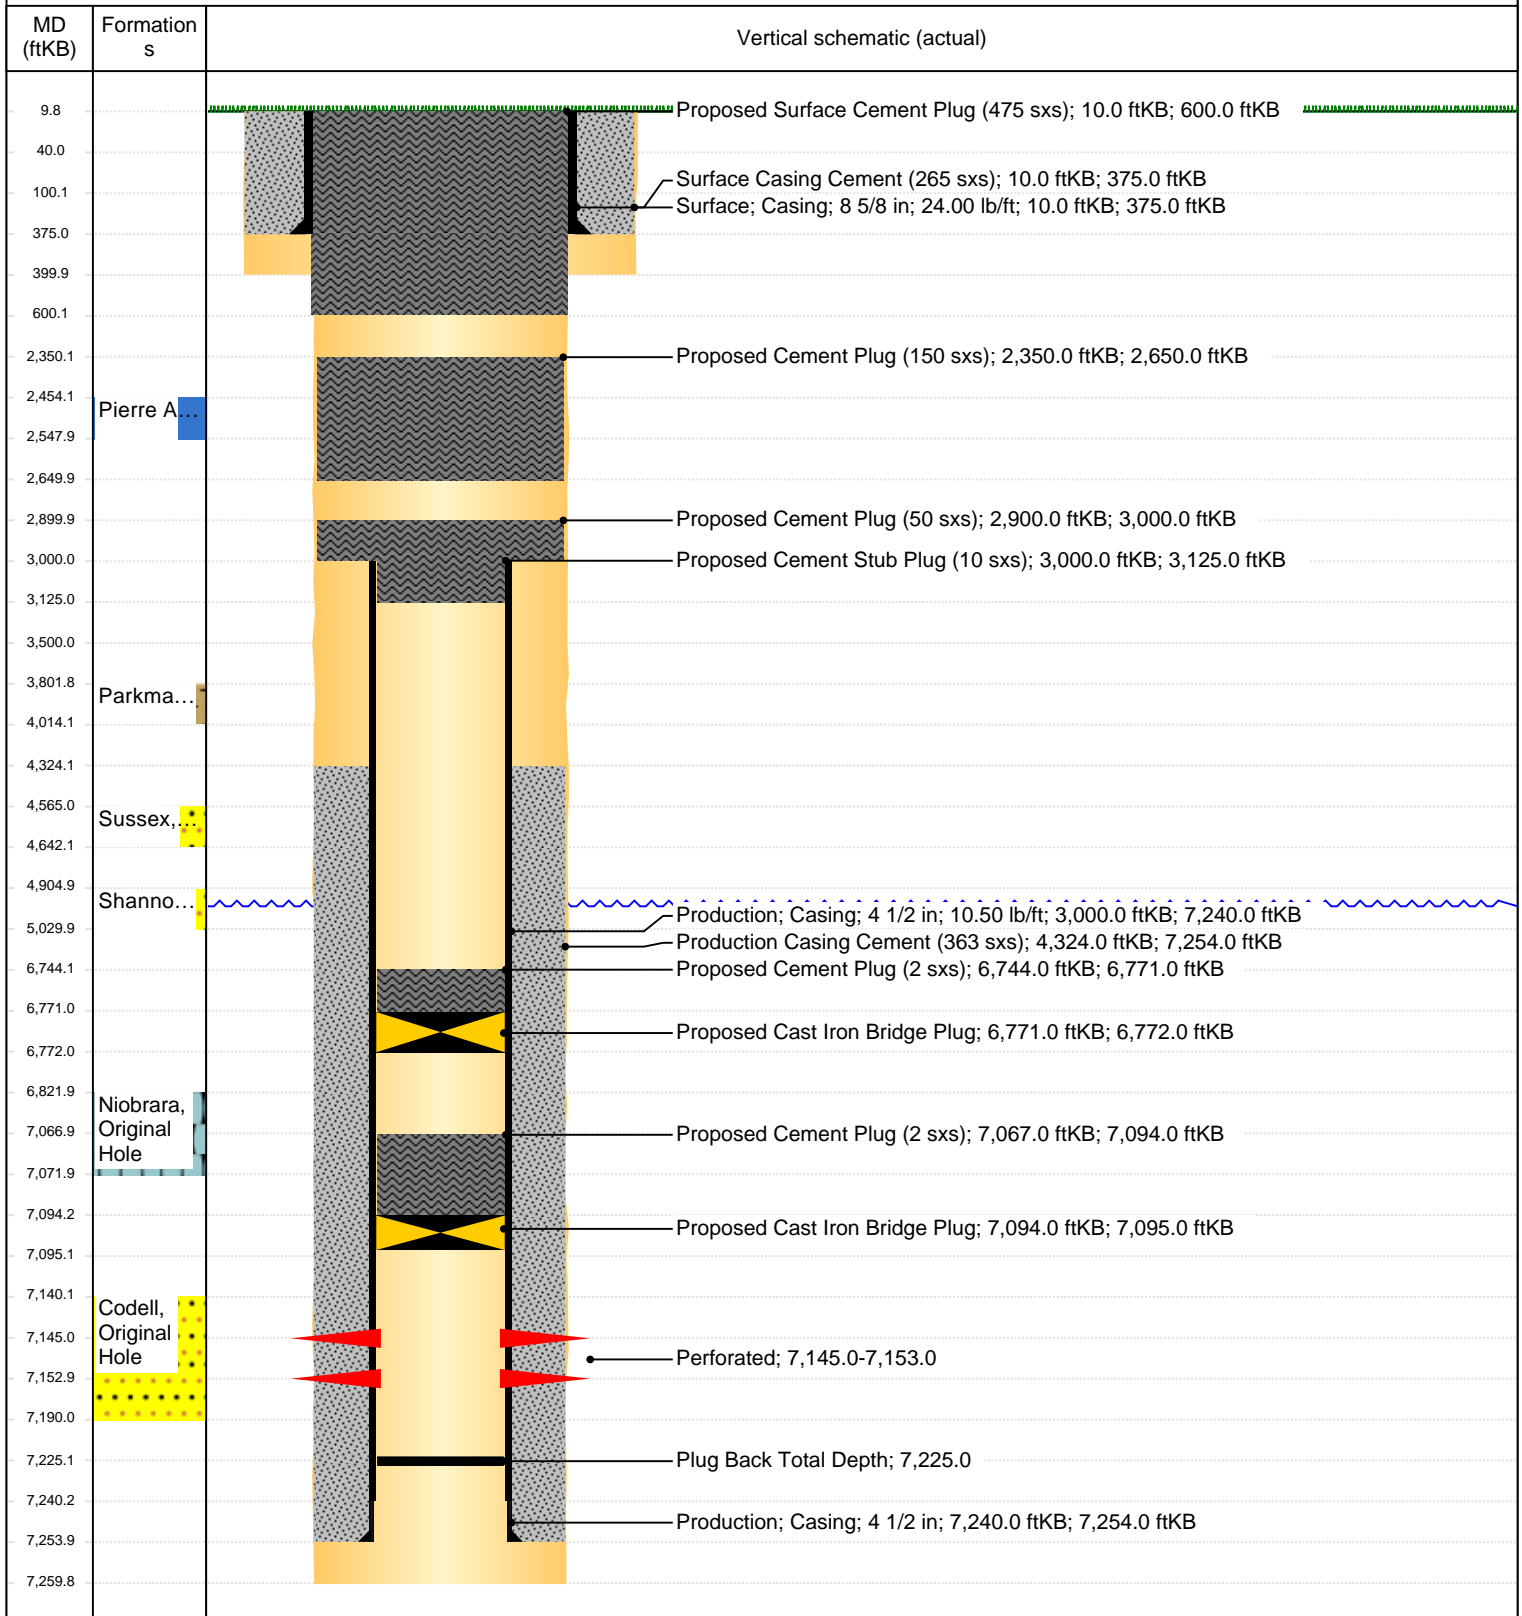 MD
(ftKB)
Formation
s
Vertical schematic (actual)
9.8
Proposed Surface Cement Plug (475 sxs); 10.0 ftKB; 600.0 ftKB
40.0
Surface Casing Cement (265 sxs); 10.0 ftKB; 375.0 ftKB
100.1
Surface; Casing; 8 5/8 in; 24.00 lb/ft; 10.0 ftKB; 375.0 ftKB
375.0
399.9
600.1
2,350.1
Proposed Cement Plug (150 sxs); 2,350.0 ftKB; 2,650.0 ftKB
2,454.1
Pierre A...
2,547.9
2,649.9
2,899.9
Proposed Cement Plug (50 sxs); 2,900.0 ftKB; 3,000.0 ftKB
3,000.0
Proposed Cement Stub Plug (10 sxs); 3,000.0 ftKB; 3,125.0 ftKB
3,125.0
3,500.0
3,801.8
Parkma...
4,014.1
4,324.1
4,565.0
Sussex,...
4,642.1
4,904.9
Shanno...
Production; Casing; 4 1/2 in; 10.50 lb/ft; 3,000.0 ftKB; 7,240.0 ftKB
5,029.9
Production Casing Cement (363 sxs); 4,324.0 ftKB; 7,254.0 ftKB
6,744.1
Proposed Cement Plug (2 sxs); 6,744.0 ftKB; 6,771.0 ftKB
6,771.0
Proposed Cast Iron Bridge Plug; 6,771.0 ftKB; 6,772.0 ftKB
6,772.0
6,821.9
Niobrara,
Original
Hole
7,066.9
Proposed Cement Plug (2 sxs); 7,067.0 ftKB; 7,094.0 ftKB
7,071.9
7,094.2
Proposed Cast Iron Bridge Plug; 7,094.0 ftKB; 7,095.0 ftKB
7,095.1
7,140.1
Codell,
Original
Hole
7,145.0
Perforated; 7,145.0-7,153.0
7,152.9
7,190.0
7,225.1
Plug Back Total Depth; 7,225.0
7,240.2
Production; Casing; 4 1/2 in; 7,240.0 ftKB; 7,254.0 ftKB
7,253.9
7,259.8